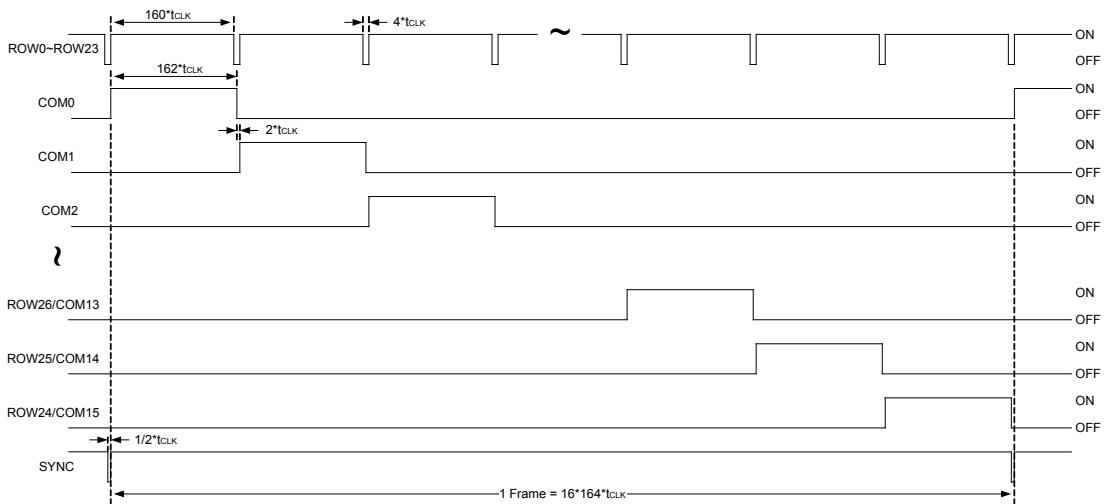 160*tCLK
4*tCLK
ROW0~ROW23
~
ON
OFF
162*tCLK
COM0
ON
OFF
2*tCLK
COM1
ON
OFF
COM2
ON
OFF
~
ROW26/COM13
ON
OFF
ROW25/COM14
ON
OFF
ROW24/COM15
ON
OFF
1/2*tCLK
SYNC
1 Frame = 16*164*tCLK